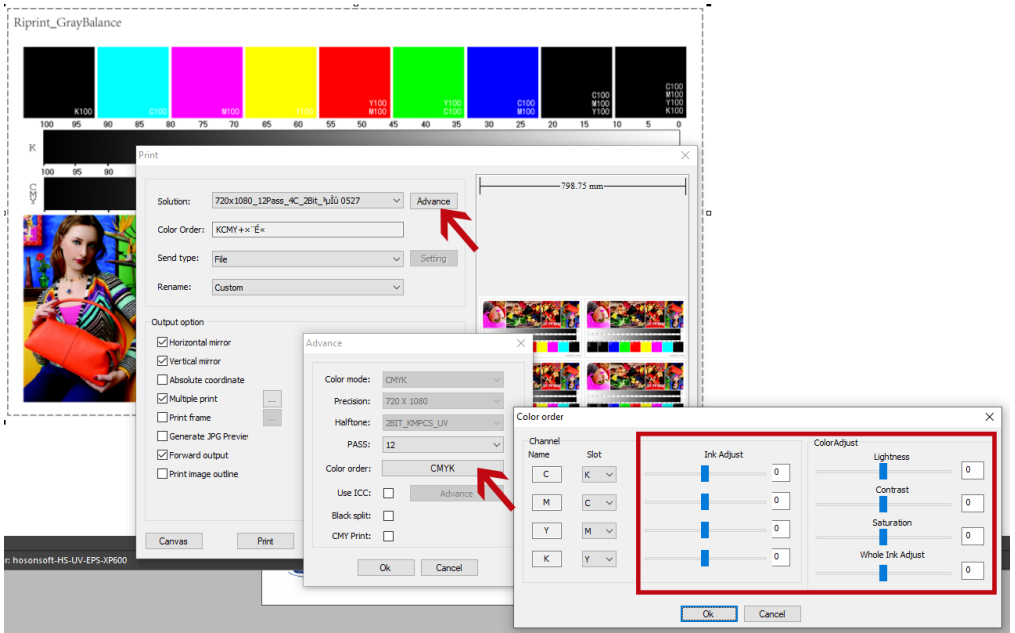 Riprint_GrayBalance
K100
C100
M100
Y100
Y100
M100
Y100
C100
C100
M100
C100
M100
Y100
C100
M100
Y100
K100
100 95 90 85 80 75 70 65 60 55 50 45 40 35 30 25 20 15 10 5 0
K
100 95 90
CMY
Print
798.75 mm
Solution: 720x1080_12Pass_4C_2Bit_³µÌù 0527 Advance
Color Order: KCMY+×¨É«
Send type: File Setting
Rename: Custom
Output option
Horizontal mirror
Vertical mirror
Absolute coordinate
Multiple print ...
Print frame ...
Generate JPG Previe
Forward output
Print image outline
Canvas Print
Advance
Color mode: CMYK
Precision: 720 X 1080
Halftone: 2BIT_KMPCS_UV
PASS: 12
Color order: CMYK
Use ICC: Advance
Black split:
CMY Print:
Ok Cancel
Color order
Channel
Name Slot
C K
M C
Y M
K Y
Ink Adjust
0
0
0
0
ColorAdjust
Lightness
0
Contrast
0
Saturation
0
Whole Ink Adjust
0
Ok Cancel
r: hosonsoft-HS-UV-EPS-XP600